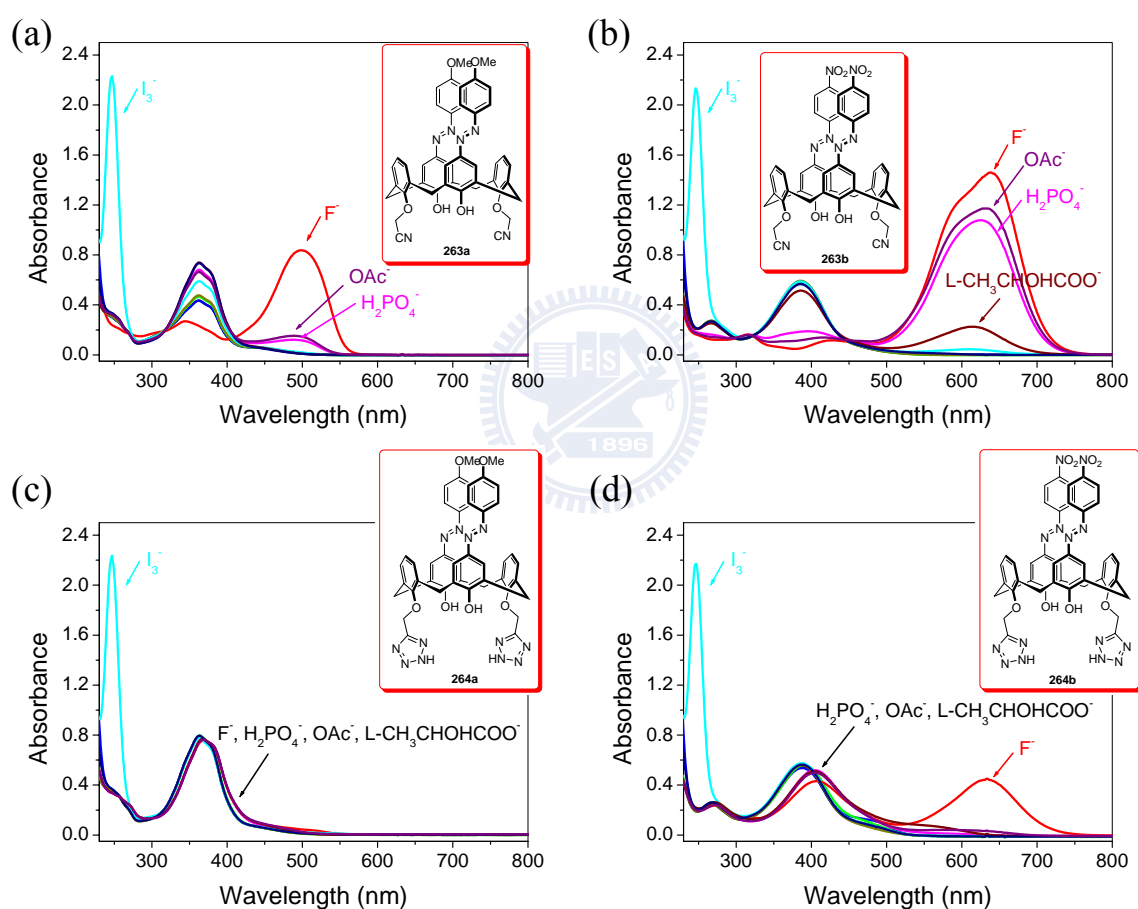 (a)
2.4
2.0
1.6
1.2
0.8
0.4
0.0
Absorbance
300 400 500 600 700 800
Wavelength (nm)
I₃⁻
F⁻
OAc⁻
H₂PO₄⁻
OMe OMe
N N N N
OH OH
O O
CN CN
263a
(b)
2.4
2.0
1.6
1.2
0.8
0.4
0.0
Absorbance
300 400 500 600 700 800
Wavelength (nm)
I₃⁻
F⁻
OAc⁻
H₂PO₄⁻
L-CH₃CHOHCOO⁻
NO₂ NO₂
N N N N
OH OH
O O
CN CN
263b
ES
1896
(c)
2.4
2.0
1.6
1.2
0.8
0.4
0.0
Absorbance
300 400 500 600 700 800
Wavelength (nm)
I₃⁻
F⁻, H₂PO₄⁻, OAc⁻, L-CH₃CHOHCOO⁻
OMe OMe
N N N N
OH OH
O O
N N
N N
N-NH HN-N
264a
(d)
2.4
2.0
1.6
1.2
0.8
0.4
0.0
Absorbance
300 400 500 600 700 800
Wavelength (nm)
I₃⁻
H₂PO₄⁻, OAc⁻, L-CH₃CHOHCOO⁻
F⁻
NO₂ NO₂
N N N N
OH OH
O O
N N
N N
N-NH HN-N
264b